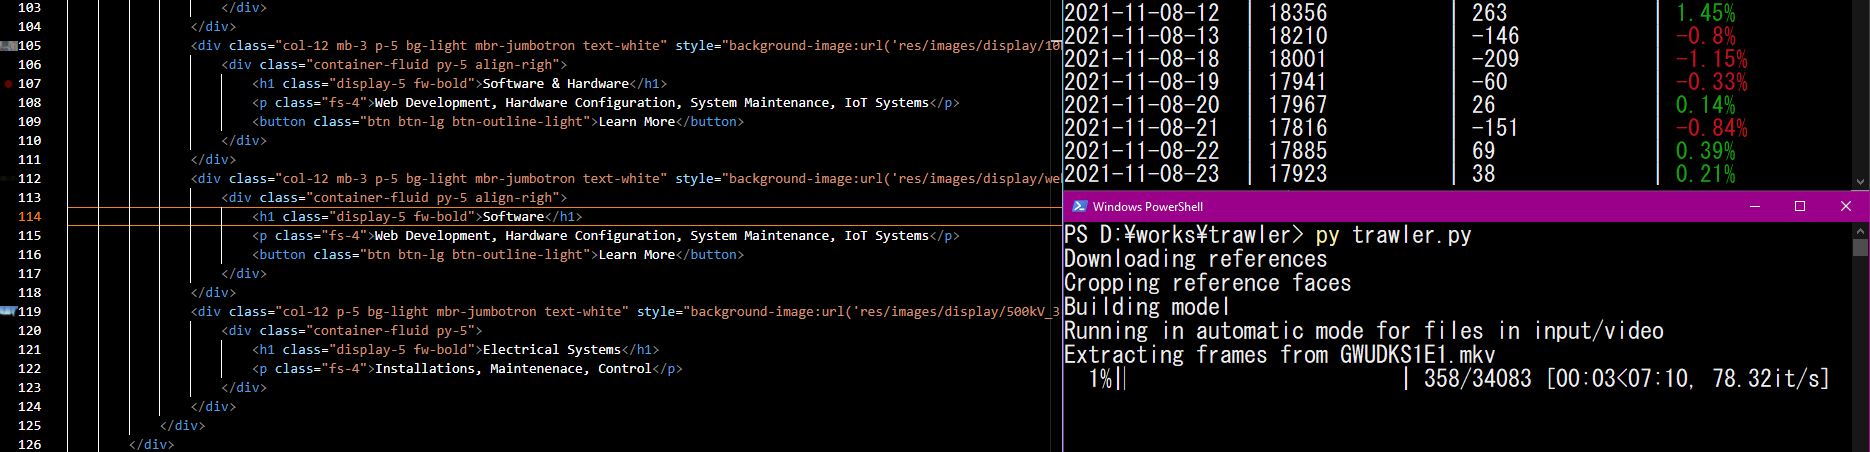 103 </div>
104 </div>
105 <div class="col-12 mb-3 p-5 bg-light mbr-jumbotron text-white" style="background-image:url('res/images/display/10
106 <div class="container-fluid py-5 align-righ">
107 <h1 class="display-5 fw-bold">Software & Hardware</h1>
108 <p class="fs-4">Web Development, Hardware Configuration, System Maintenance, IoT Systems</p>
109 <button class="btn btn-lg btn-outline-light">Learn More</button>
110 </div>
111 </div>
112 <div class="col-12 mb-3 p-5 bg-light mbr-jumbotron text-white" style="background-image:url('res/images/display/we
113 <div class="container-fluid py-5 align-righ">
114 <h1 class="display-5 fw-bold">Software</h1>
115 <p class="fs-4">Web Development, Hardware Configuration, System Maintenance, IoT Systems</p>
116 <button class="btn btn-lg btn-outline-light">Learn More</button>
117 </div>
118 </div>
119 <div class="col-12 p-5 bg-light mbr-jumbotron text-white" style="background-image:url('res/images/display/500kV_3
120 <div class="container-fluid py-5">
121 <h1 class="display-5 fw-bold">Electrical Systems</h1>
122 <p class="fs-4">Installations, Maintenenace, Control</p>
123 </div>
124 </div>
125 </div>
126 </div>
2021-11-08-12 | 18356 | 263 | 1.45%
2021-11-08-13 | 18210 | -146 | -0.8%
2021-11-08-18 | 18001 | -209 | -1.15%
2021-11-08-19 | 17941 | -60 | -0.33%
2021-11-08-20 | 17967 | 26 | 0.14%
2021-11-08-21 | 17816 | -151 | -0.84%
2021-11-08-22 | 17885 | 69 | 0.39%
2021-11-08-23 | 17923 | 38 | 0.21%
Windows PowerShell
PS D:¥works¥trawler> py trawler.py
Downloading references
Cropping reference faces
Building model
Running in automatic mode for files in input/video
Extracting frames from GWUDKS1E1.mkv
1%| | 358/34083 [00:03<07:10, 78.32it/s]